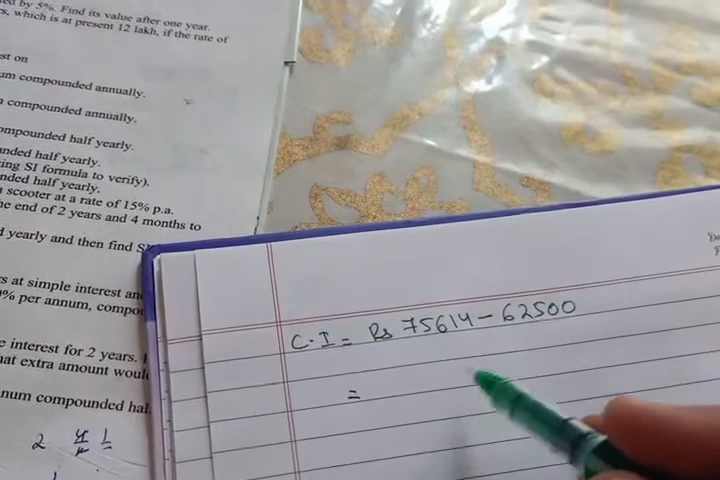 ed by 5%. Find its value after one year.
s, which is at present 12 lakh, if the rate of
st on
um compounded annually.
compounded annually.
ompounded half yearly.
nded half yearly.
ing SI formula to verify).
nded half yearly.
scooter at a rate of 15% p.a.
he end of 2 years and 4 months to
d yearly and then find S
s at simple interest and
% per annum, compo
e interest for 2 years.
hat extra amount woul
num compounded hal
C.I = Rs 75614 - 62500
=
2